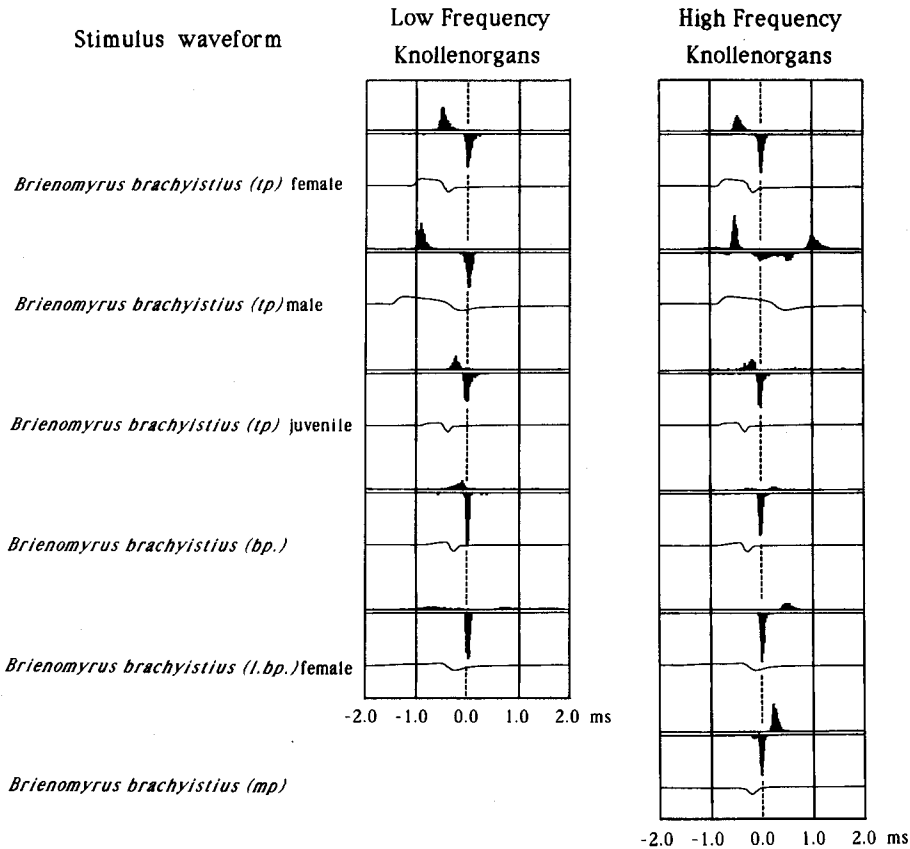 Stimulus waveform
Low Frequency
Knollenorgans
High Frequency
Knollenorgans
Brienomyrus brachyistius (tp) female
Brienomyrus brachyistius (tp) male
Brienomyrus brachyistius (tp) juvenile
Brienomyrus brachyistius (bp.)
Brienomyrus brachyistius (l.bp.) female
Brienomyrus brachyistius (mp)
-2.0 -1.0 0.0 1.0 2.0 ms
-2.0 -1.0 0.0 1.0 2.0 ms